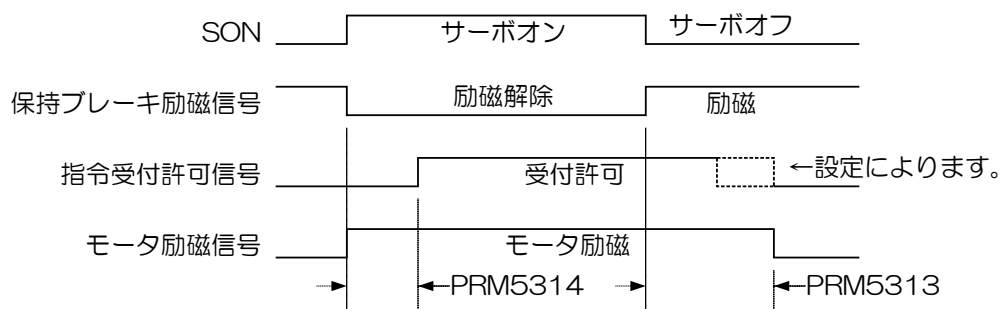 SON サーボオン サーボオフ
保持ブレーキ励磁信号 励磁解除 励磁
指令受付許可信号 受付許可 ←設定によります。
モータ励磁信号 モータ励磁
PRM5314 PRM5313